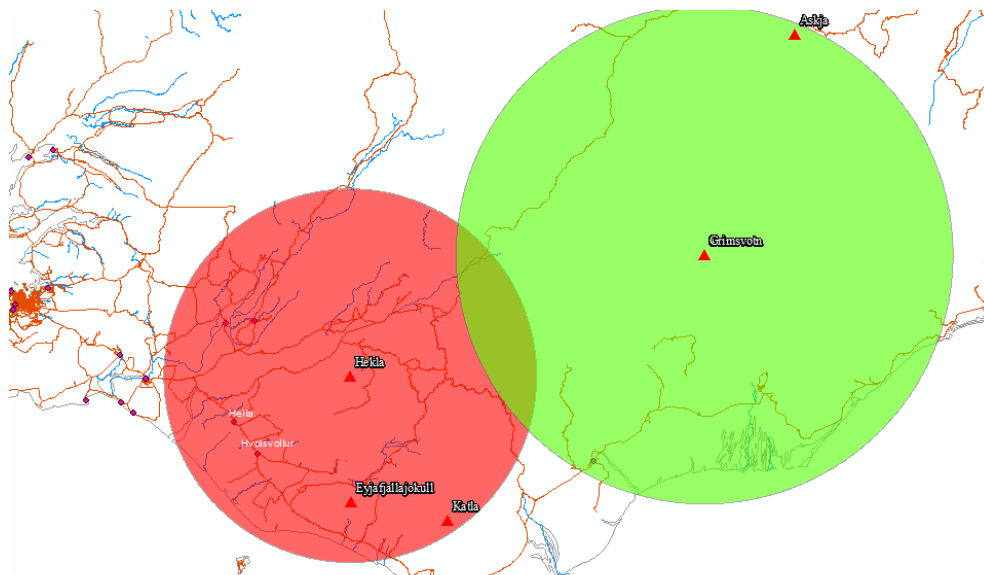 Askja
Grimsvotn
Hekla
Hella
Hvolsvollur
Eyjafjallajokull
Katla